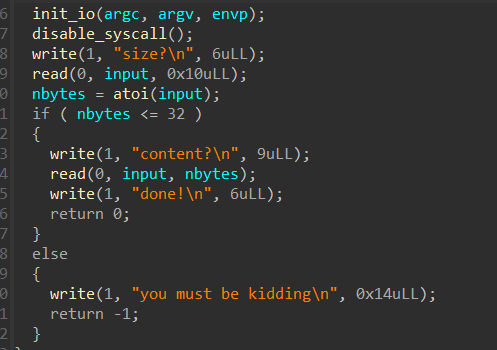 6 init_io(argc, argv, envp);
7 disable_syscall();
8 write(1, "size?\n", 6uLL);
9 read(0, input, 0x10uLL);
0 nbytes = atoi(input);
1 if ( nbytes <= 32 )
2 {
3 write(1, "content?\n", 9uLL);
4 read(0, input, nbytes);
5 write(1, "done!\n", 6uLL);
6 return 0;
7 }
8 else
9 {
0 write(1, "you must be kidding\n", 0x14uLL);
1 return -1;
2 }